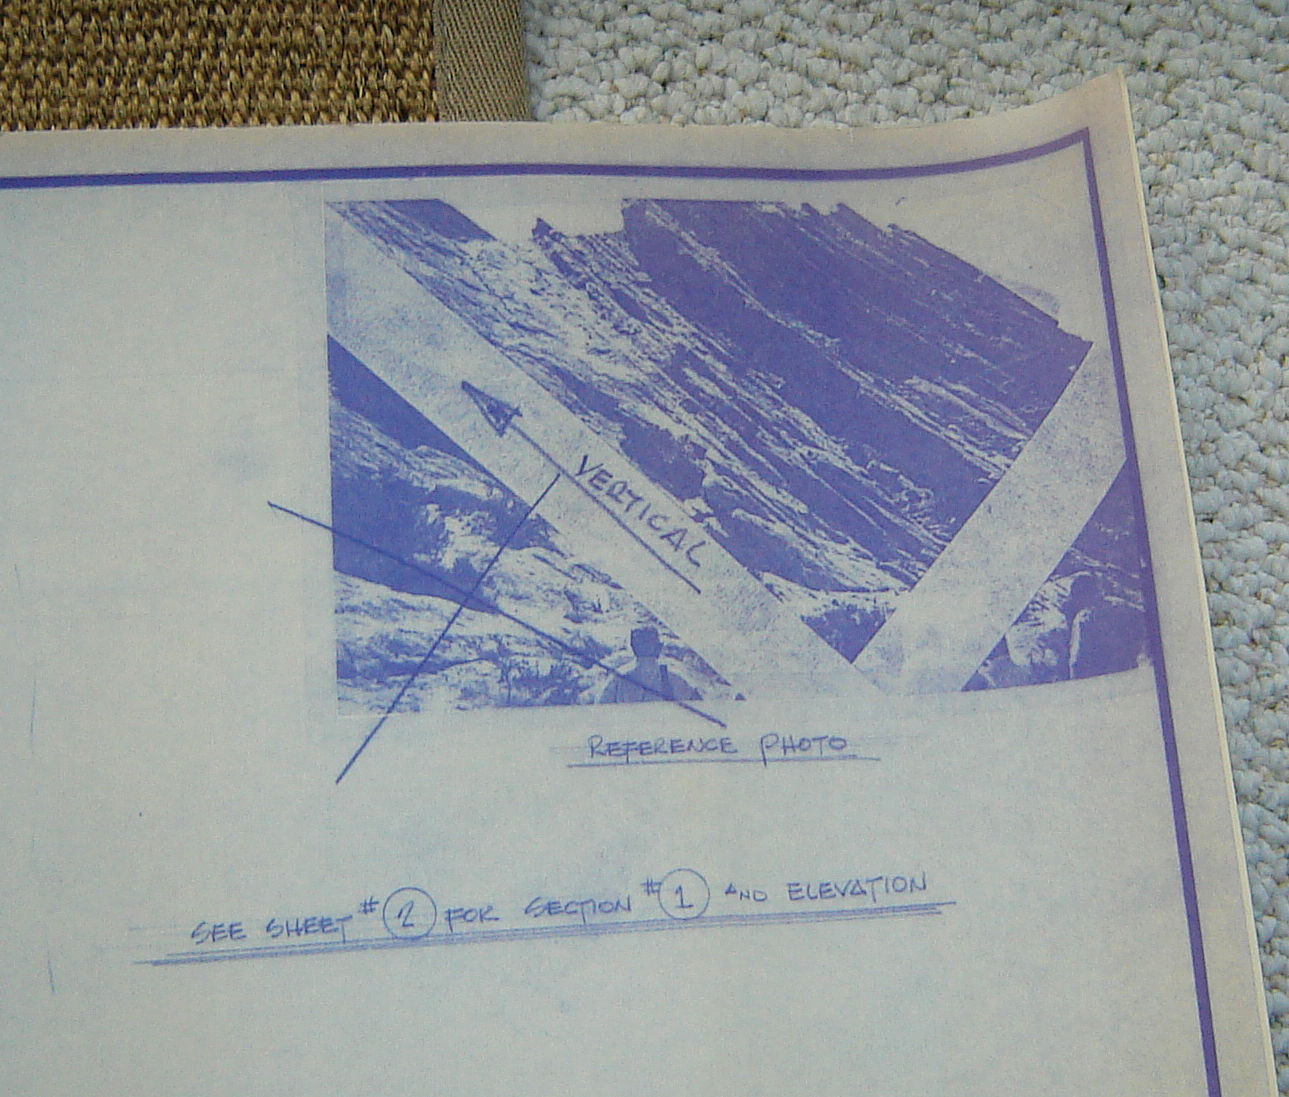 VERTICAL
REFERENCE PHOTO
SEE SHEET #2 FOR SECTION #1 AND ELEVATION